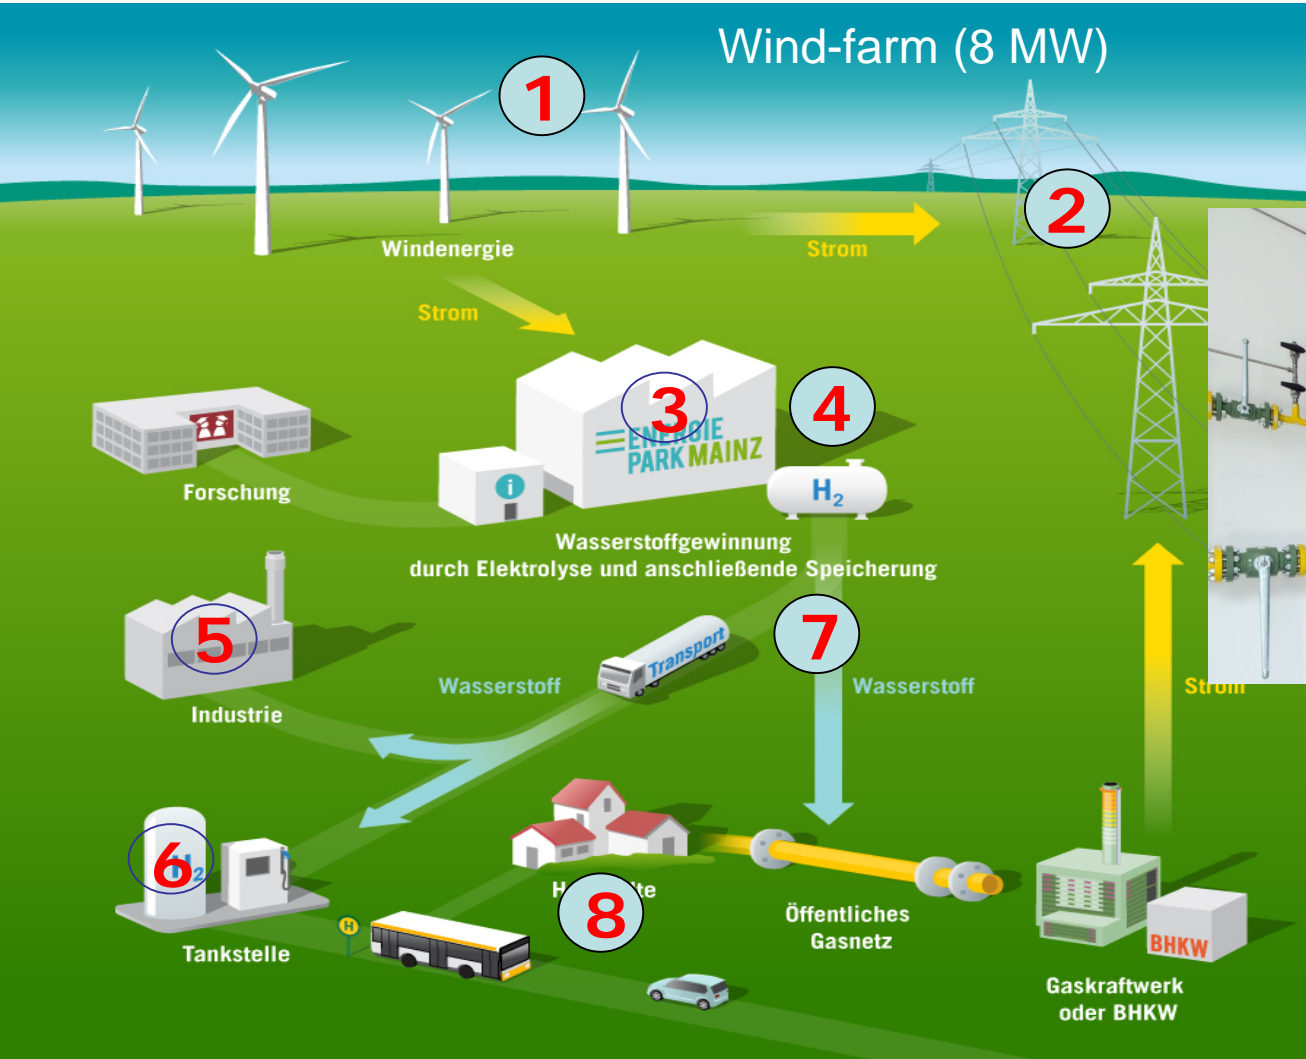 Wind-farm (8 MW)
1
2
Windenergie
Strom
Strom
3
4
ENERGIE
PARK MAINZ
i
H2
Forschung
Wasserstoffgewinnung
durch Elektrolyse und anschließende Speicherung
5
7
Transport
Wasserstoff
Wasserstoff
Strom
Industrie
6
H2
8
H
Öffentliches
Gasnetz
BHKW
Tankstelle
Gaskraftwerk
oder BHKW